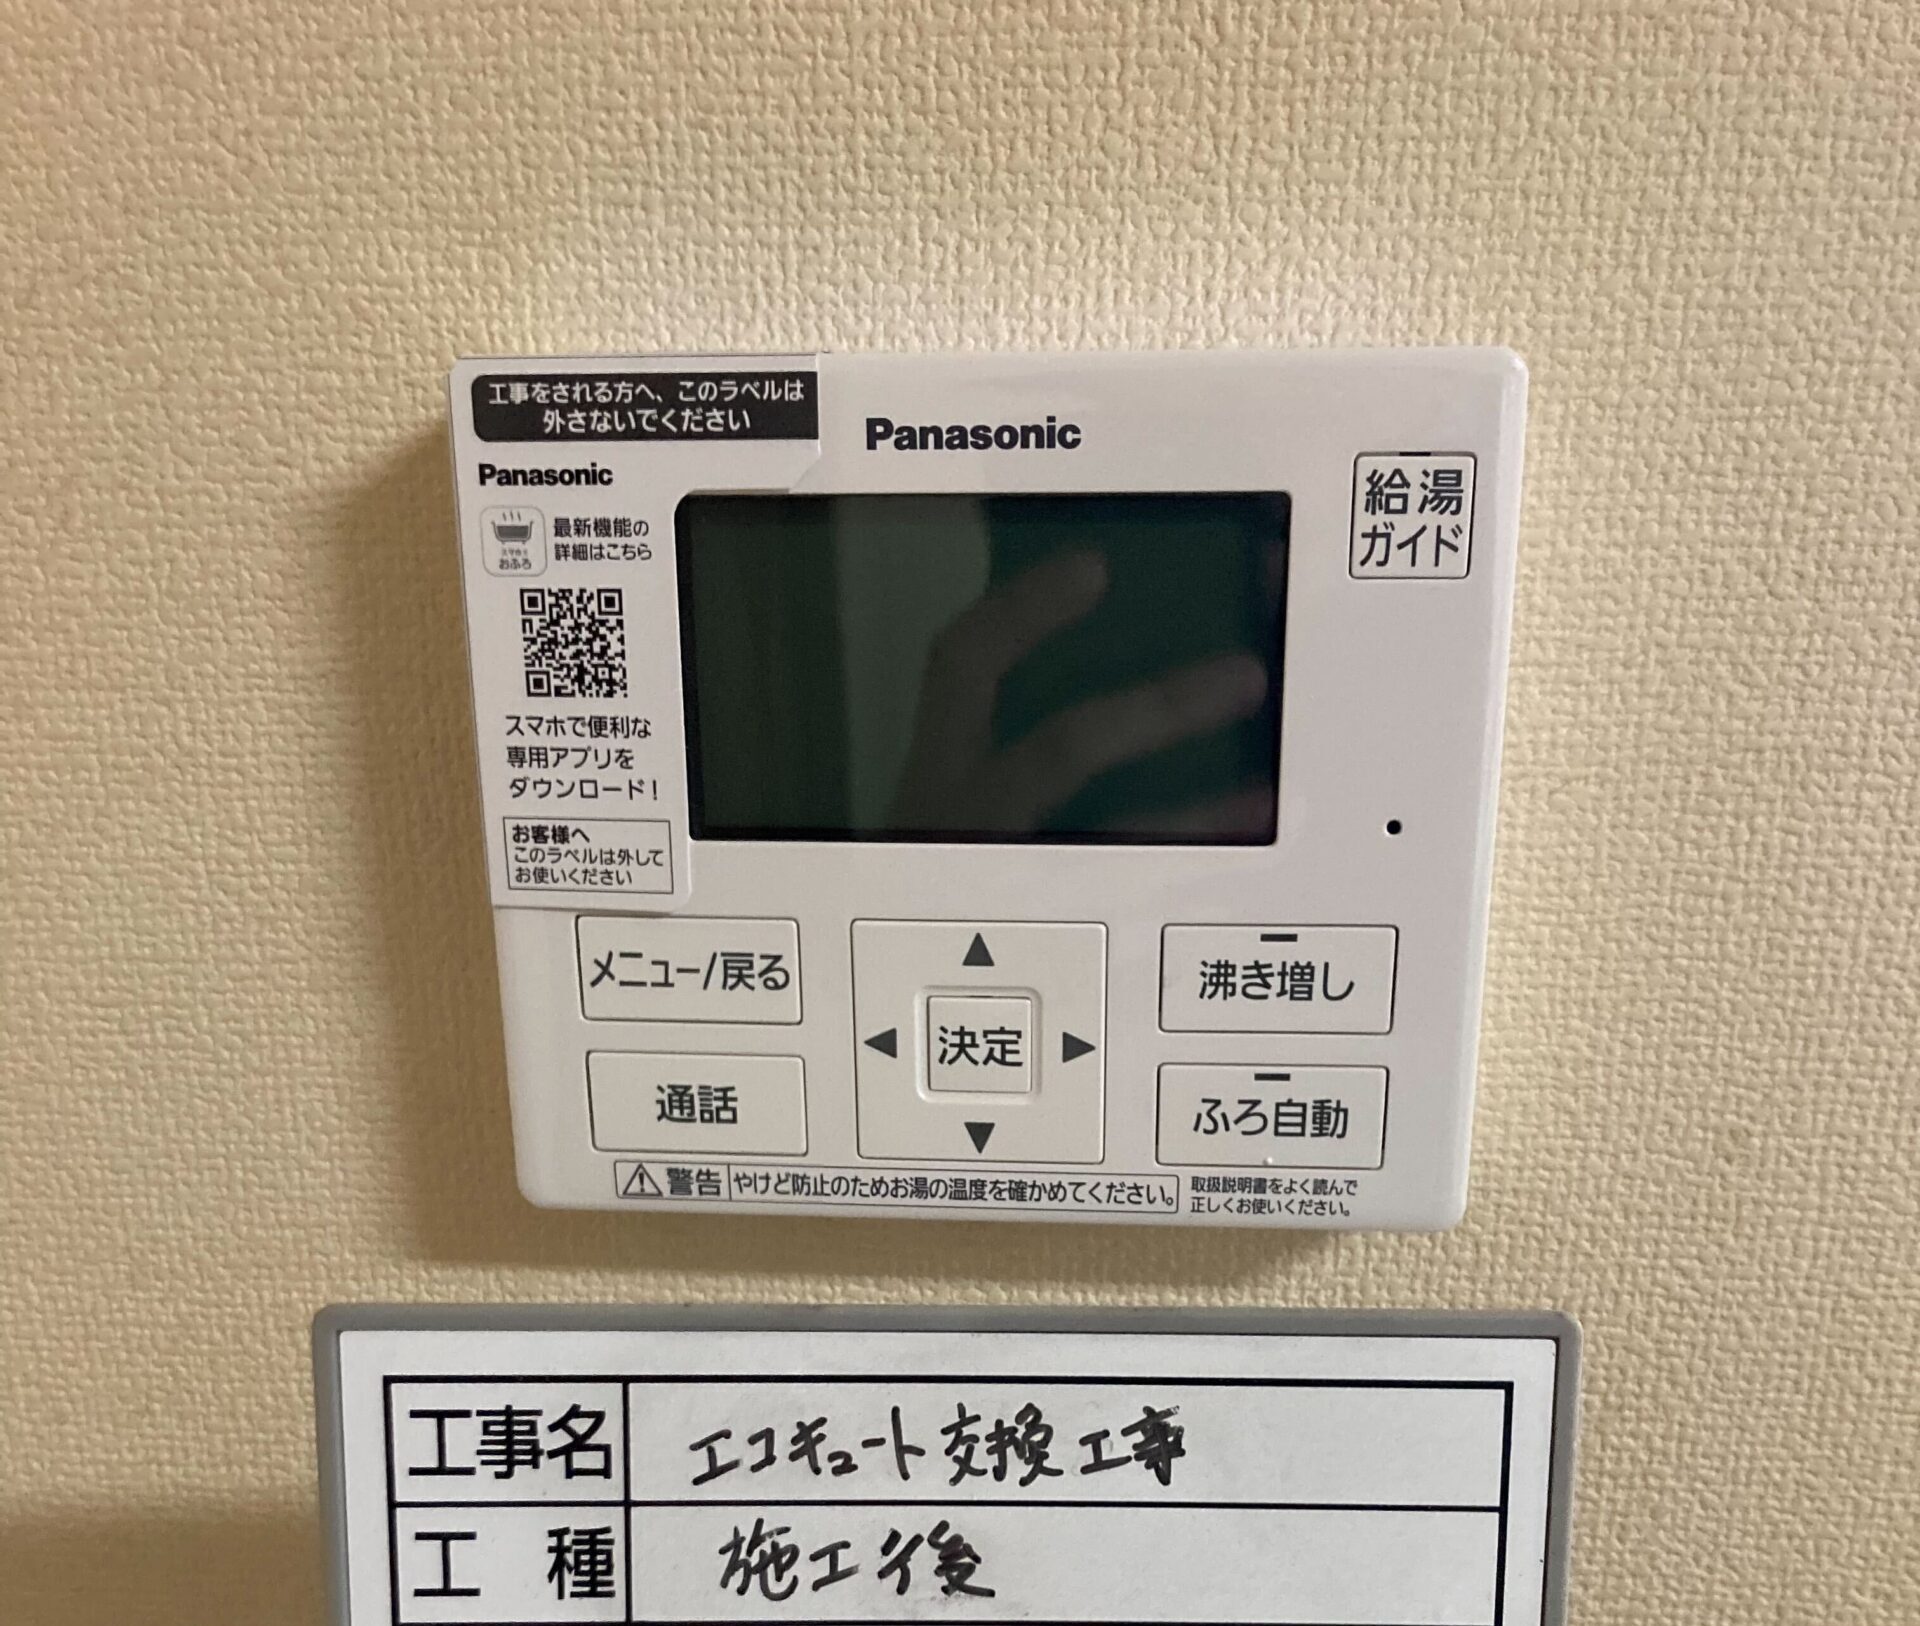 工事をされる方へ、このラベルは
外さないでください
Panasonic
Panasonic
最新機能の
詳細はこちら
スマホで
おふろ
スマホで便利な
専用アプリを
ダウンロード!
お客様へ
このラベルは外して
お使いください
給湯
ガイド
メニュー/戻る
▲
沸き増し
◀ 決定 ▶
通話
▼
ふろ自動
警告 やけど防止のためお湯の温度を確かめてください。
取扱説明書をよく読んで
正しくお使いください。
工事名 エコキュート交換工事
工種 施工後